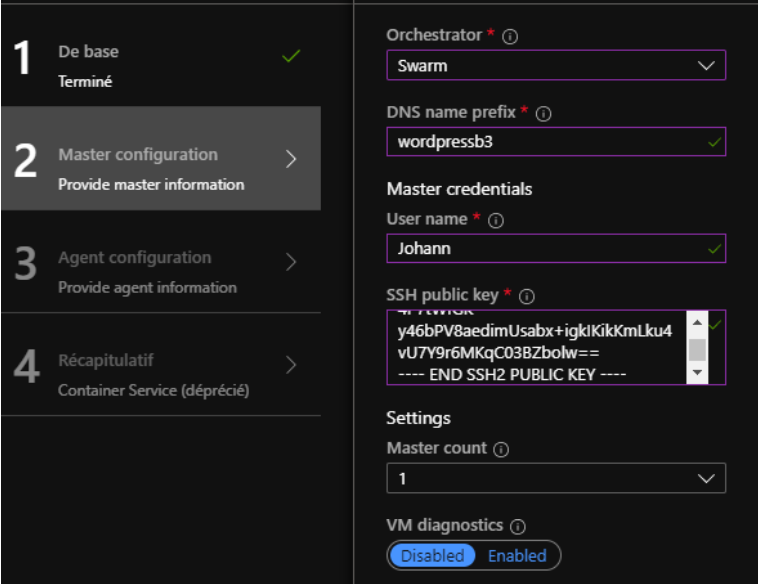 1
De base
Terminé
2
Master configuration
Provide master information
3
Agent configuration
Provide agent information
4
Récapitulatif
Container Service (déprécié)
Orchestrator *
Swarm
DNS name prefix *
wordpressb3
Master credentials
User name *
Johann
SSH public key *
y46bPV8aedimUsabx+igkIKikKmLku4
vU7Y9r6MKqC03BZbolw==
---- END SSH2 PUBLIC KEY ----
Settings
Master count
1
VM diagnostics
Disabled Enabled